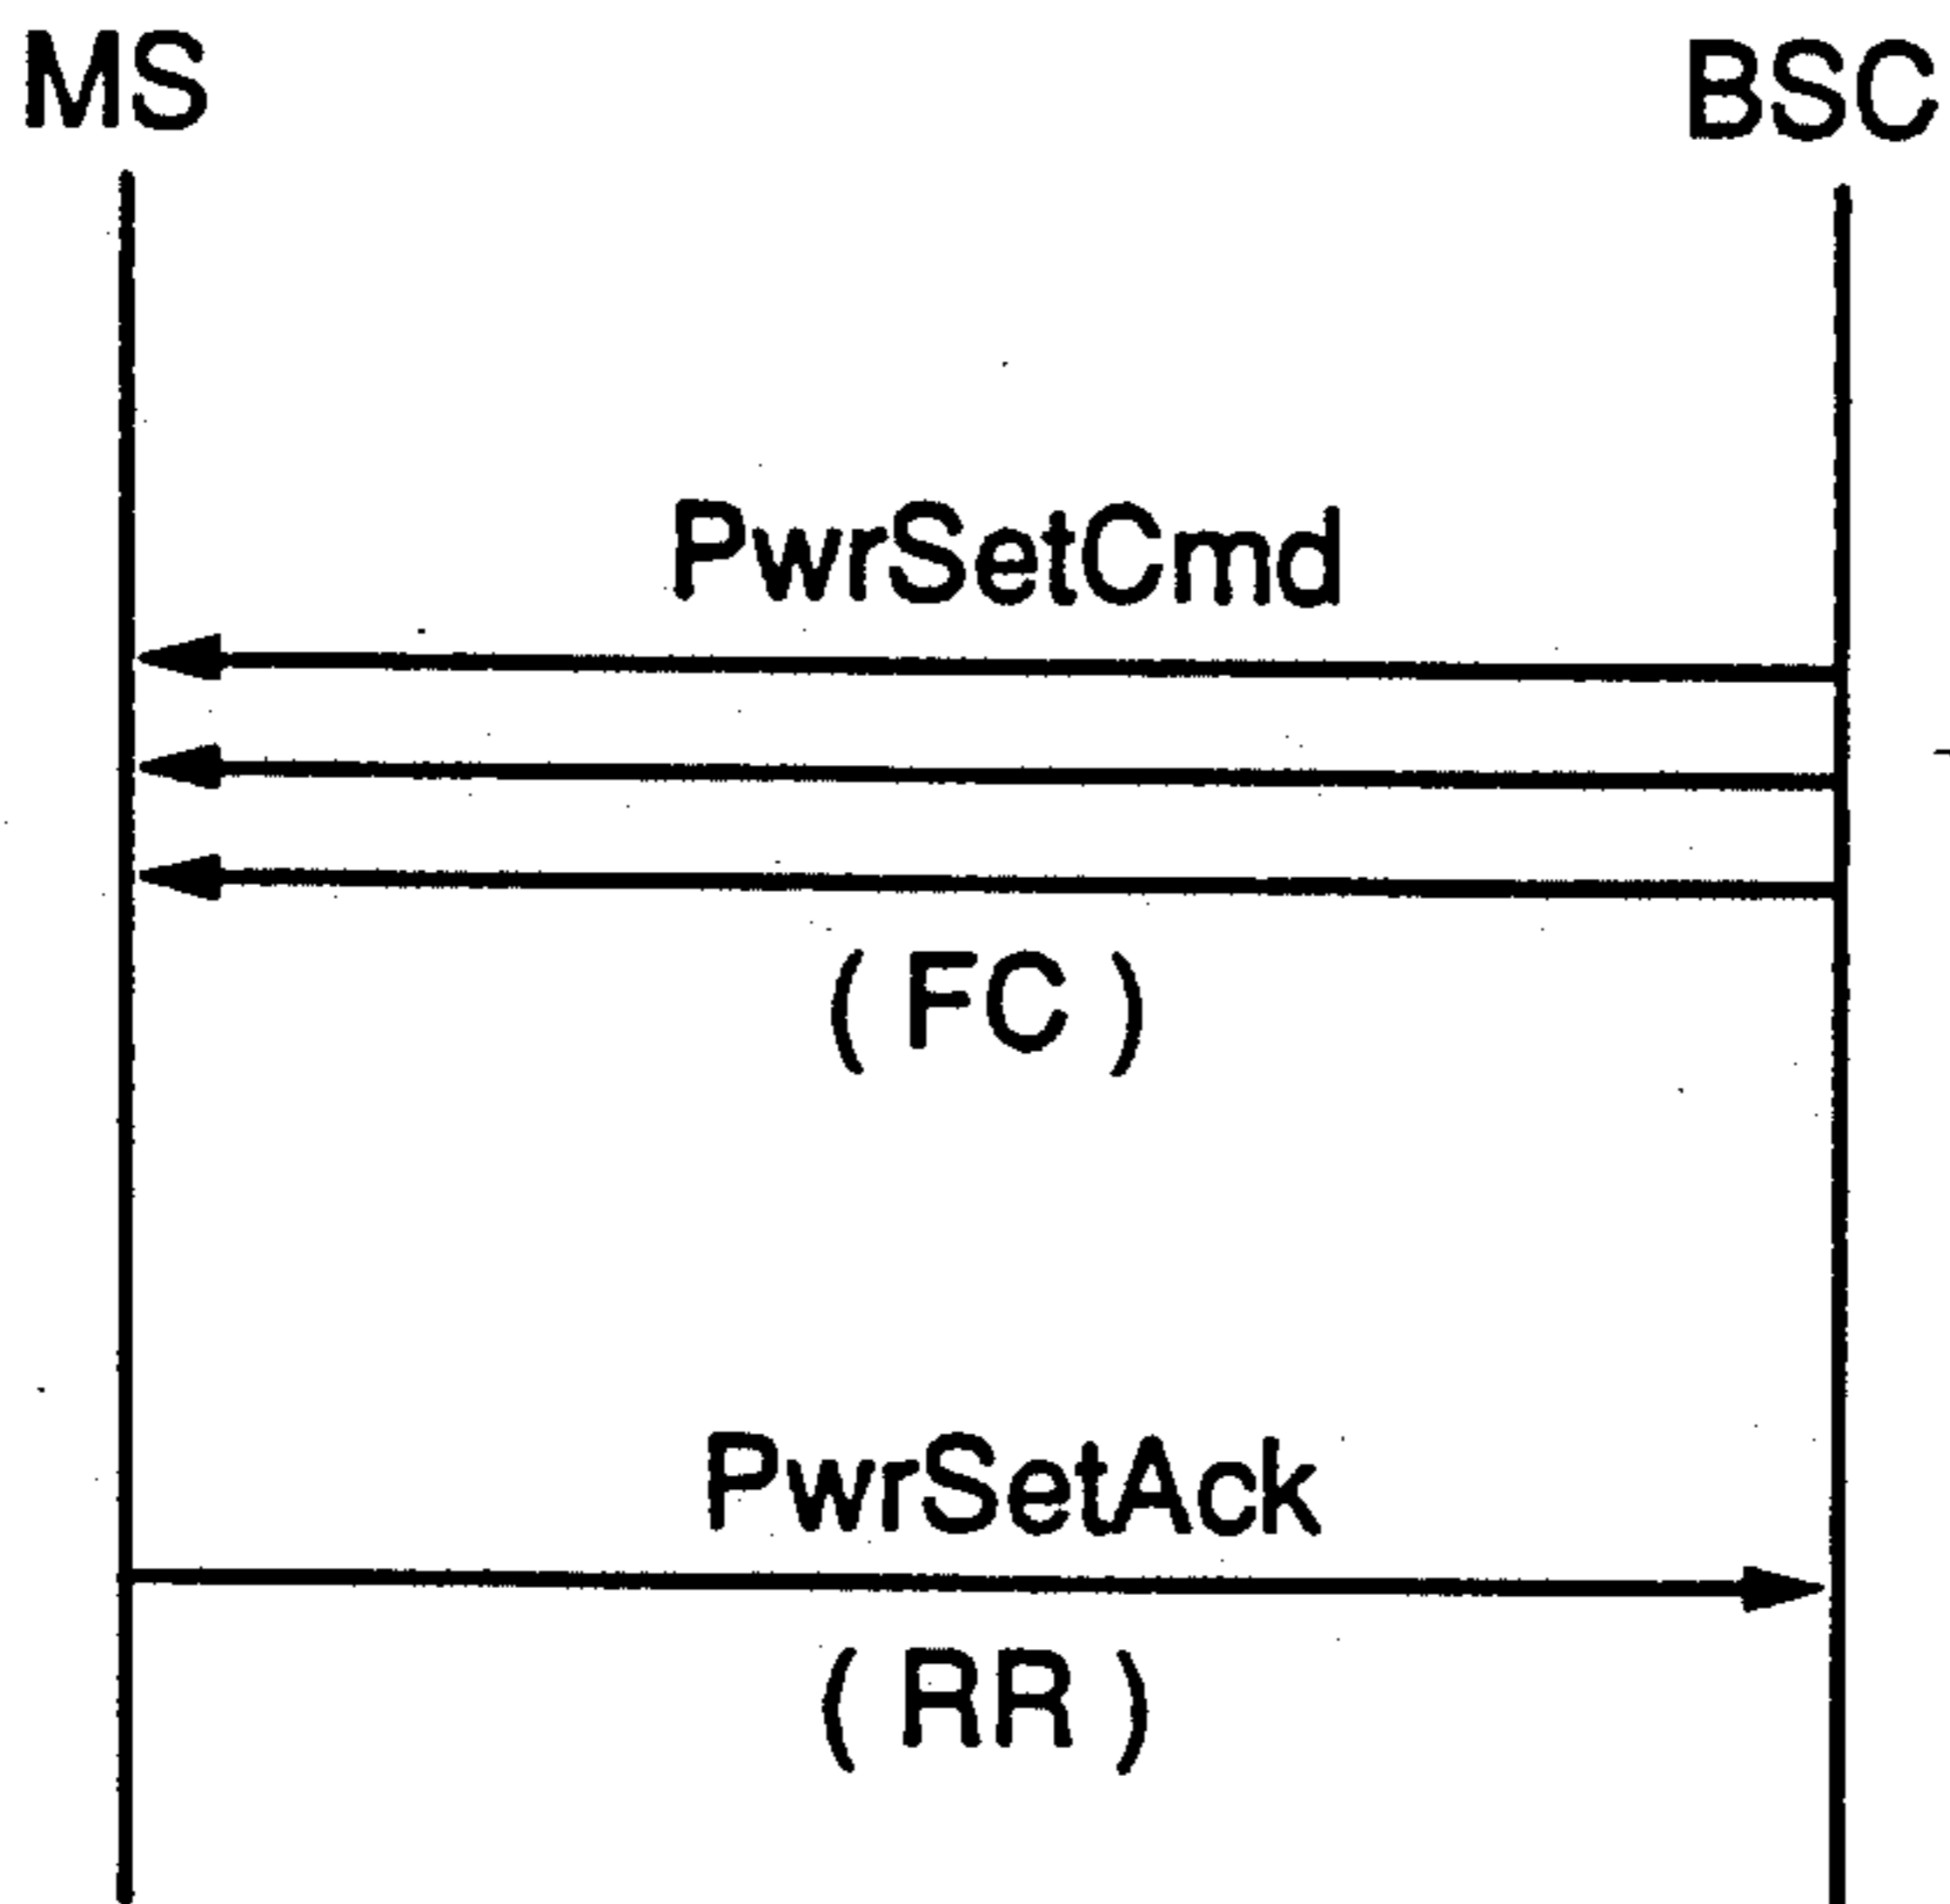 MS BSC
PwrSetCmd
( FC )
PwrSetAck
( RR )